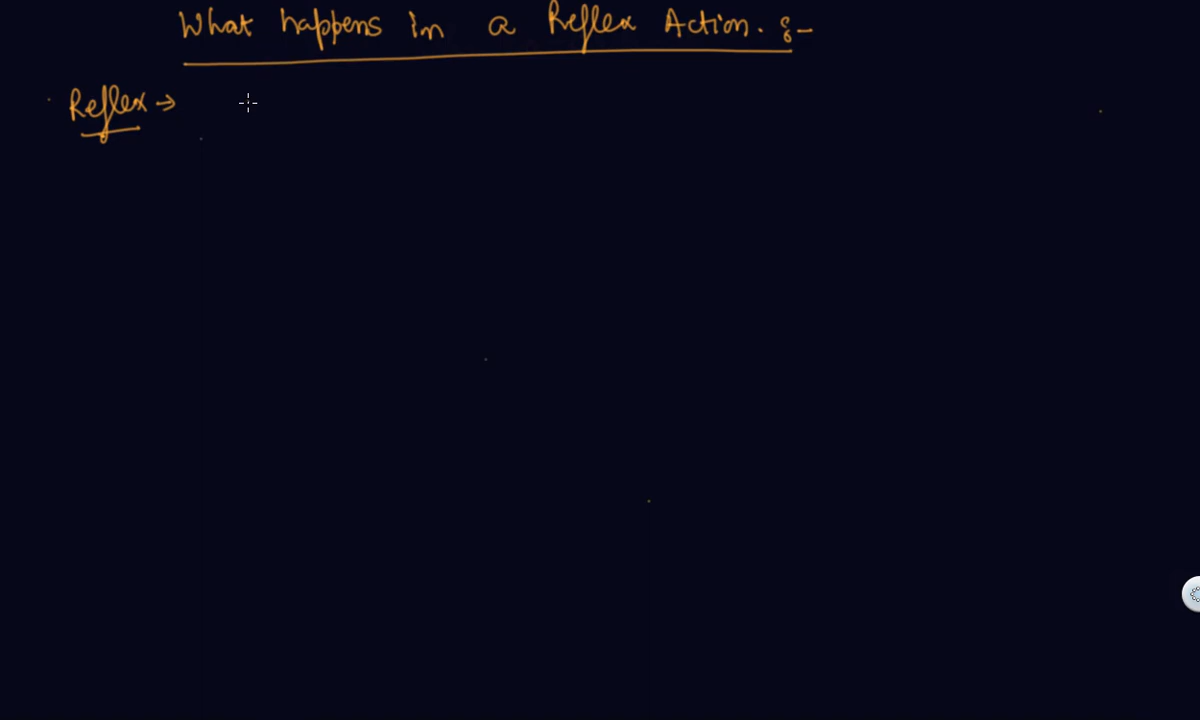 What happens in a Reflex Action. :-
Reflex →